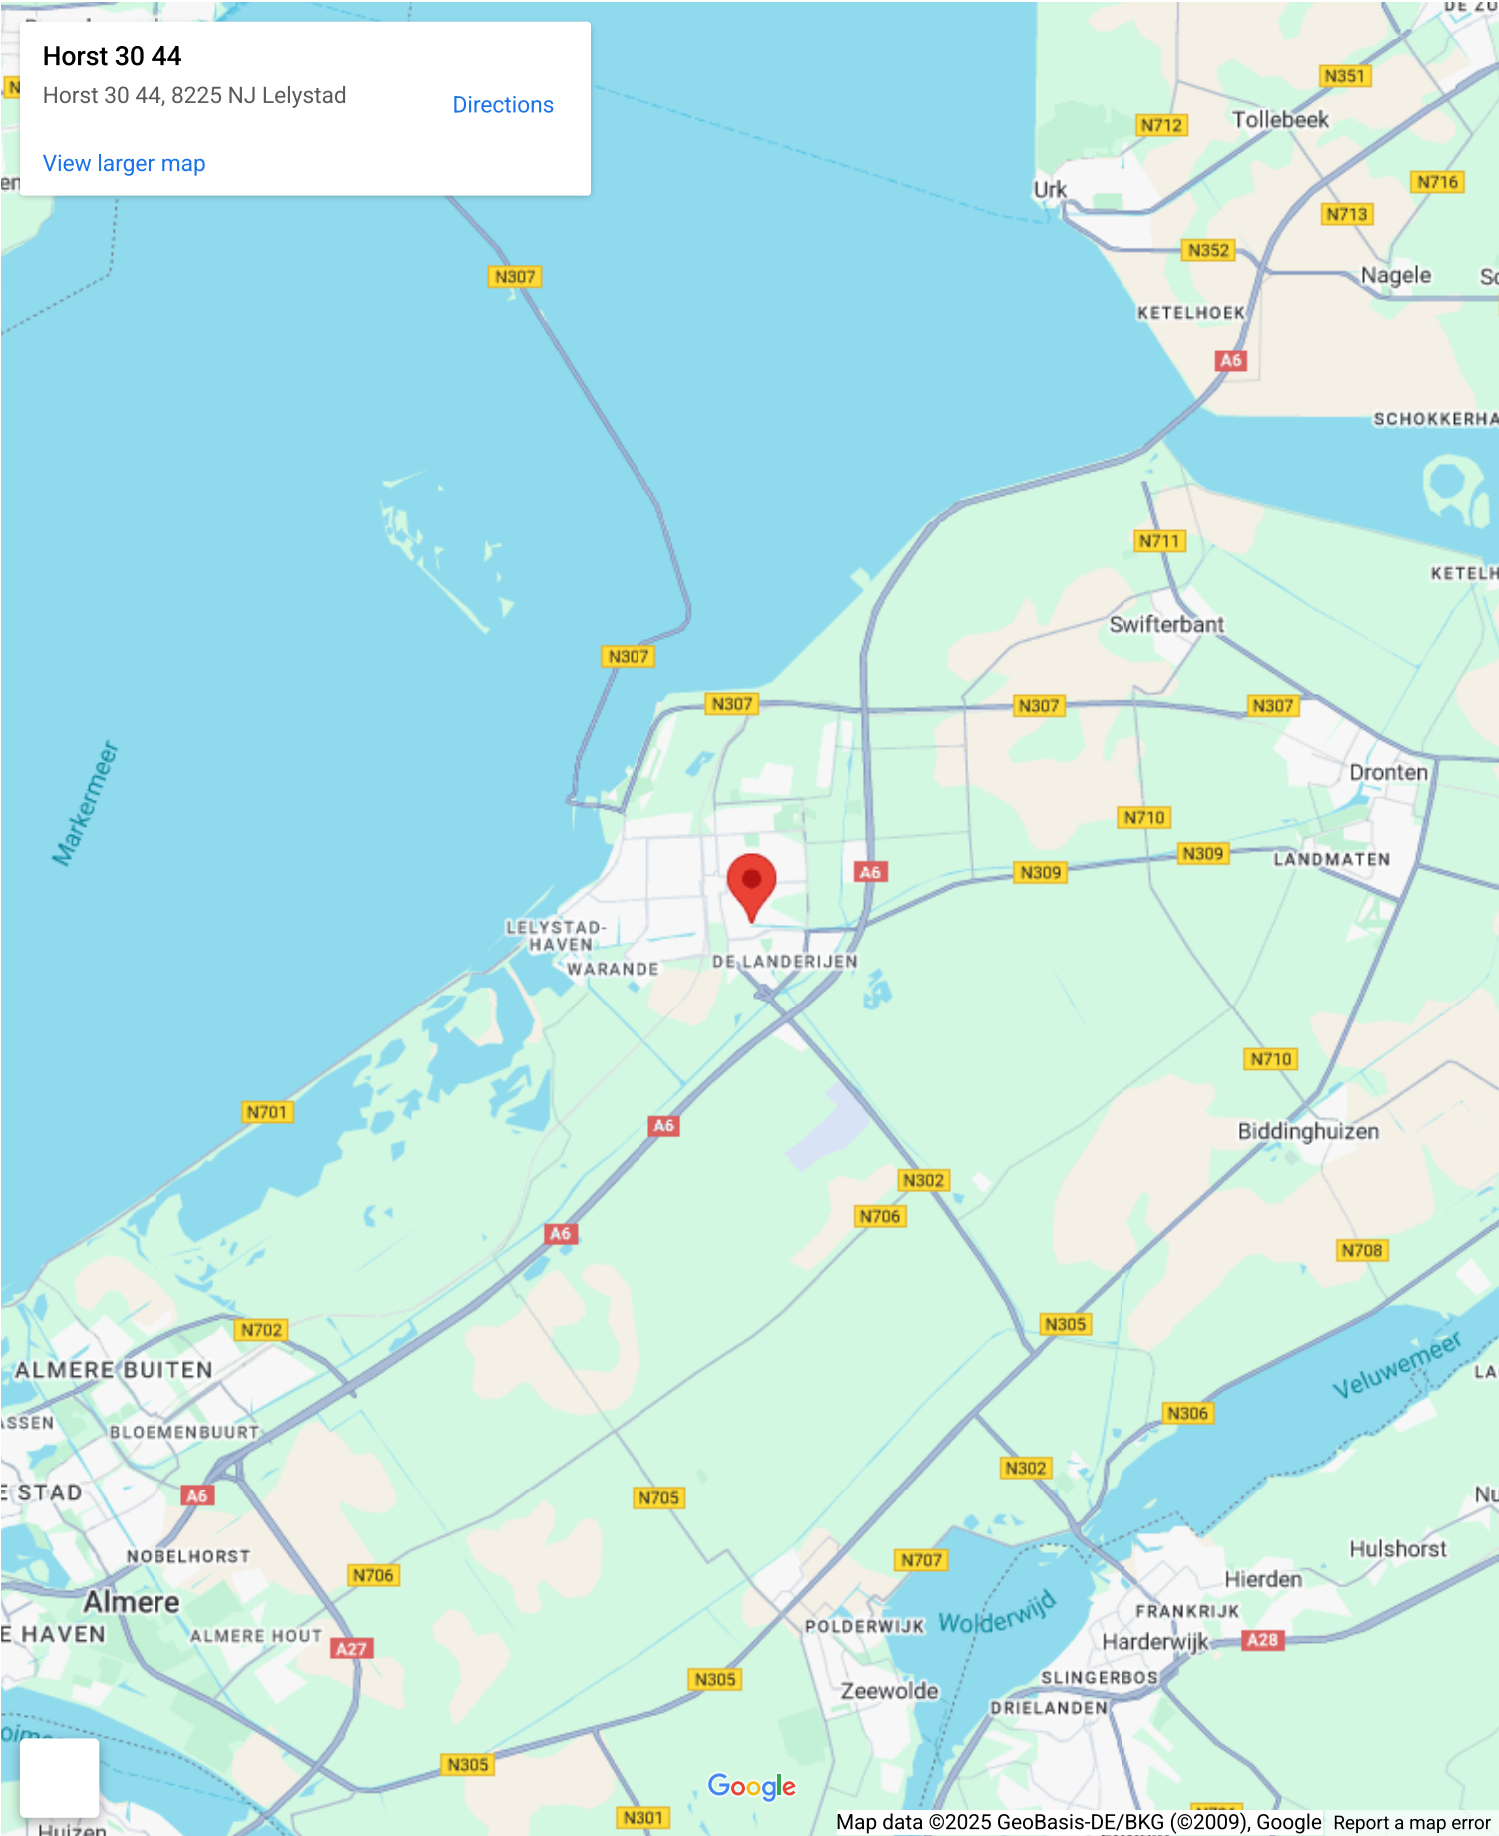 Horst 30 44
Horst 30 44, 8225 NJ Lelystad
Directions
View larger map
N351
Tollebeek
N712
N716
Urk
N713
N352
N307
Nagele
KETELHOEK
A6
SCHOKKERHA
N711
KETELH
Swifterbant
N307
N307
N307
N307
Markermeer
Dronten
N710
N309
LANDMATEN
A6
N309
LELYSTAD-
HAVEN
WARANDE
DE LANDERIJEN
N710
N701
A6
Biddinghuizen
N302
N706
A6
N708
N305
N702
ALMERE BUITEN
Veluwemeer
N306
BLOEMENBUURT
N302
E STAD
A6
N705
Hulshorst
NOBELHORST
N707
N706
Hierden
Almere
FRANKRIJK
Wolderwijd
POLDERWIJK
E HAVEN
ALMERE HOUT
A27
Harderwijk
A28
SLINGERBOS
N305
Zeewolde
DRIELANDEN
N305
Google
N301
Map data ©2025 GeoBasis-DE/BKG (©2009), Google
Report a map error
Huizen